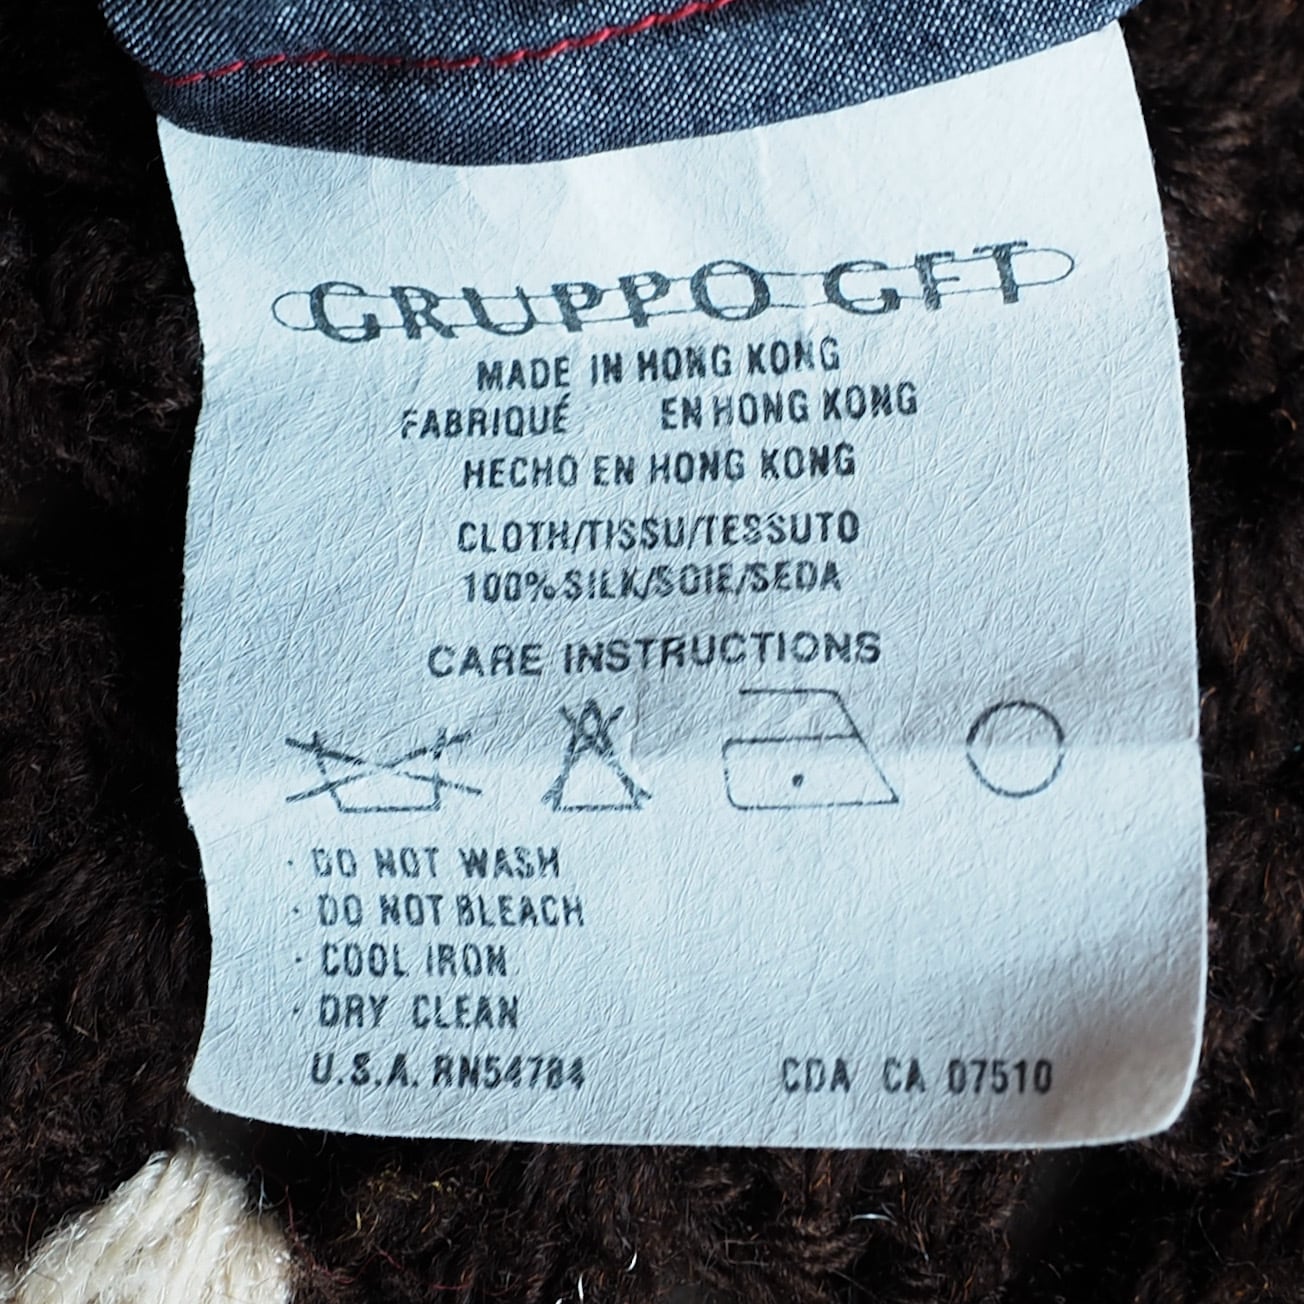 GRUPPO GFT
MADE IN HONG KONG
FABRIQUÉ EN HONG KONG
HECHO EN HONG KONG
CLOTH/TISSU/TESSUTO
100% SILK/SOIE/SEDA
CARE INSTRUCTIONS
· DO NOT WASH
· DO NOT BLEACH
· COOL IRON
· DRY CLEAN
U.S.A. RN54784 CDA CA 07510